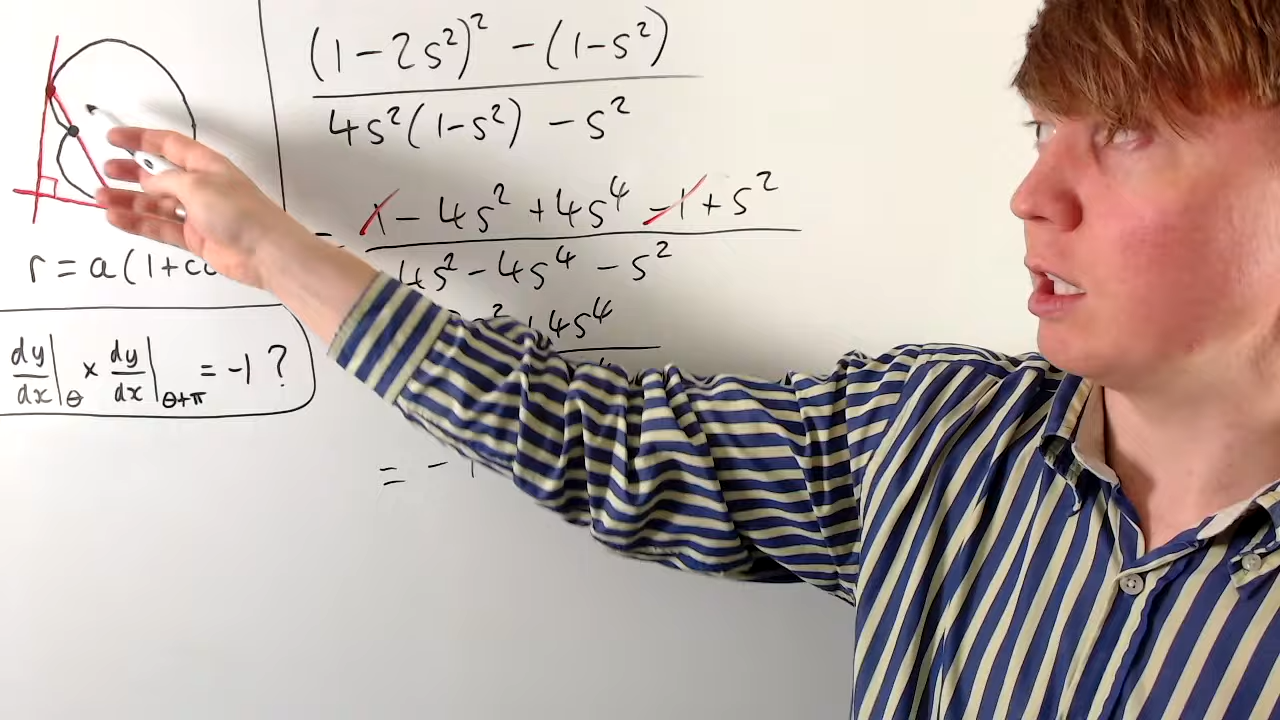 r = a(1+co
dy/dx|θ × dy/dx|θ+π = -1 ?
(1-2s²)² - (1-s²)
4s²(1-s²) - s²
= 1 - 4s² + 4s⁴ - 1 + s²
4s² - 4s⁴ - s²
4s⁴
= -1